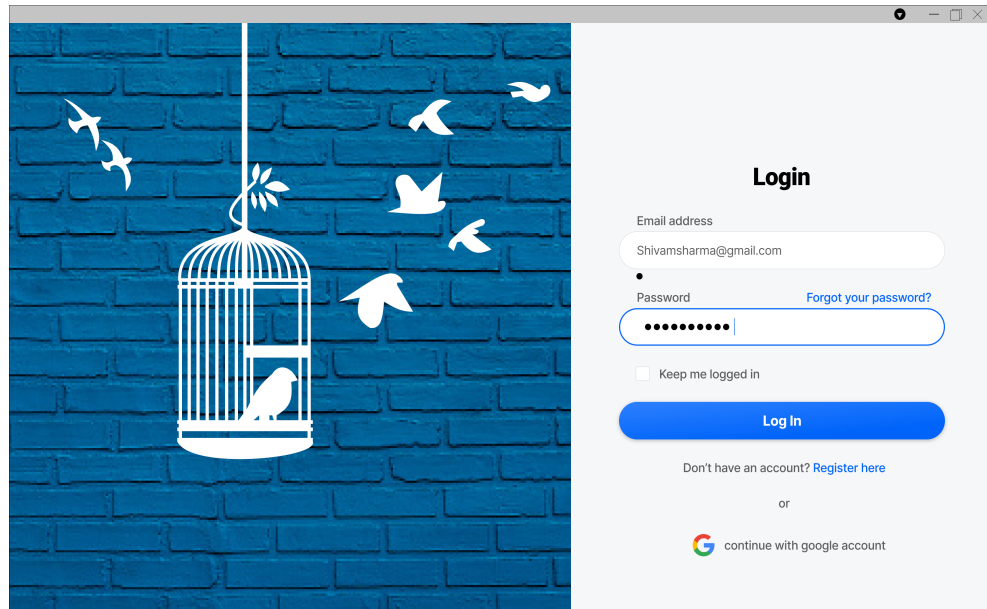 Login
Email address
Shivamsharma@gmail.com
Password Forgot your password?
Keep me logged in
Log In
Don't have an account? Register here
or
continue with google account